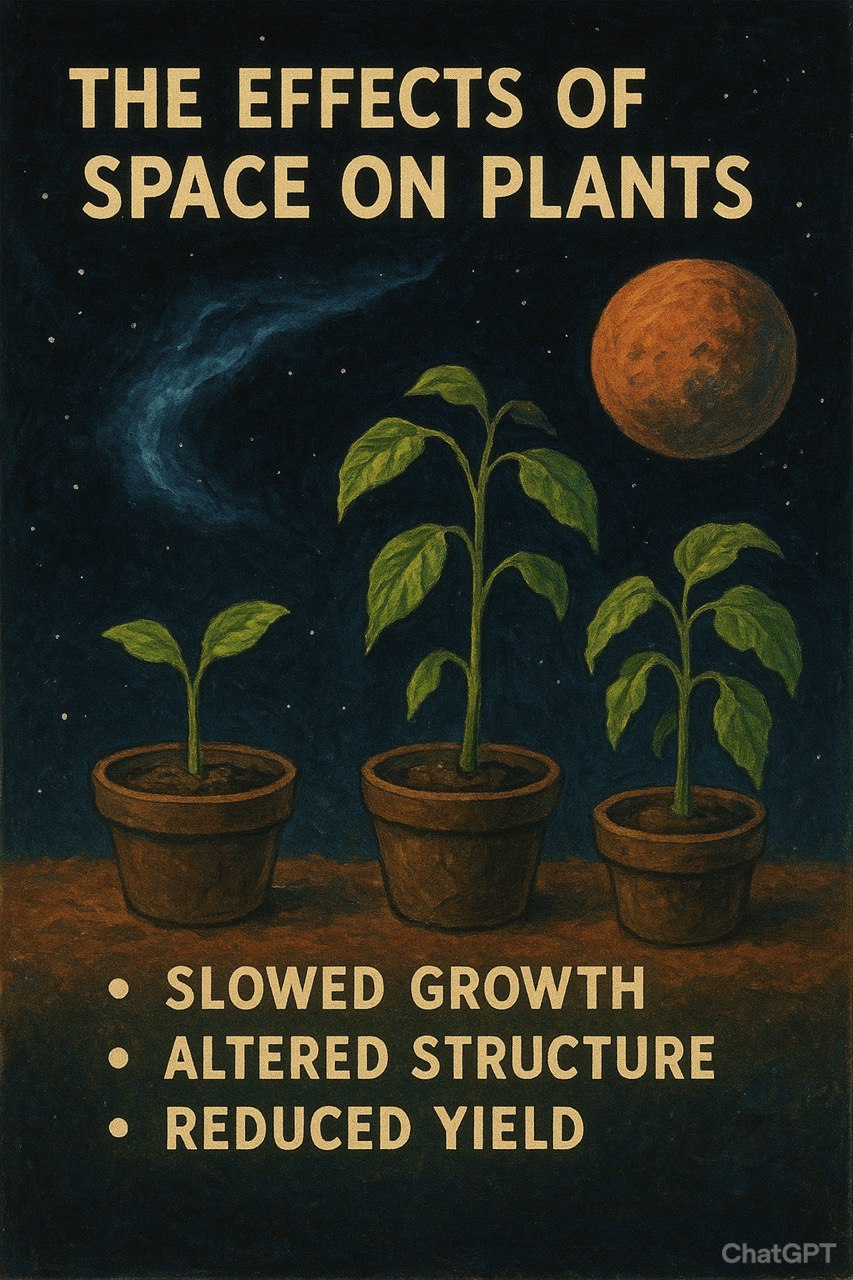 THE EFFECTS OF
SPACE ON PLANTS
• SLOWED GROWTH
• ALTERED STRUCTURE
• REDUCED YIELD
ChatGPT